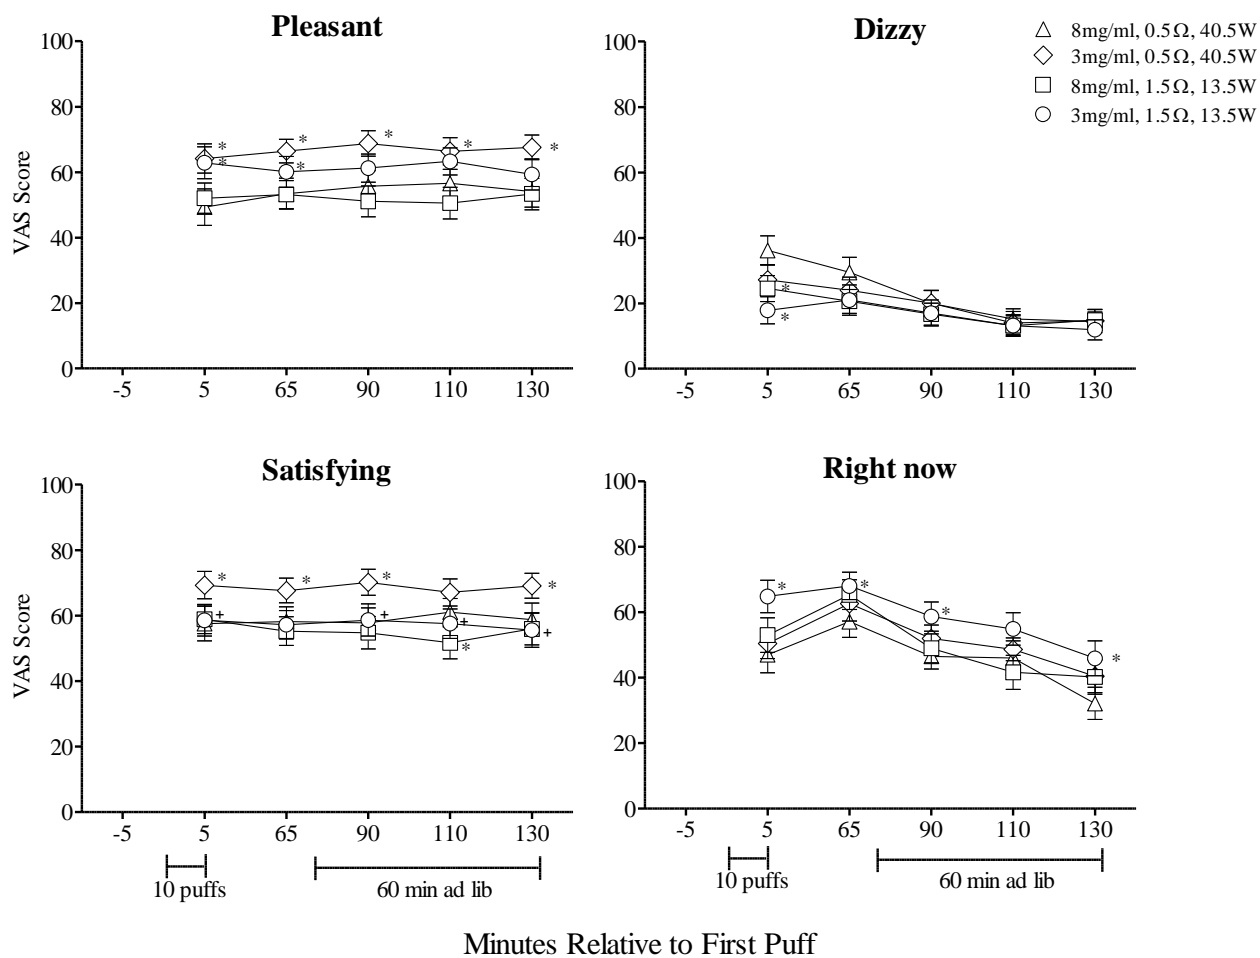 Pleasant
VAS Score
100
80
60
40
20
0
-5 5 65 90 110 130
* * * * *
* *
Dizzy
100
80
60
40
20
0
-5 5 65 90 110 130
*
*
8mg/ml, 0.5Ω, 40.5W
3mg/ml, 0.5Ω, 40.5W
8mg/ml, 1.5Ω, 13.5W
3mg/ml, 1.5Ω, 13.5W
Satisfying
VAS Score
100
80
60
40
20
0
-5 5 65 90 110 130
* * * *
+ + + +
*
10 puffs
60 min ad lib
Right now
100
80
60
40
20
0
-5 5 65 90 110 130
* * * *
10 puffs
60 min ad lib
Minutes Relative to First Puff